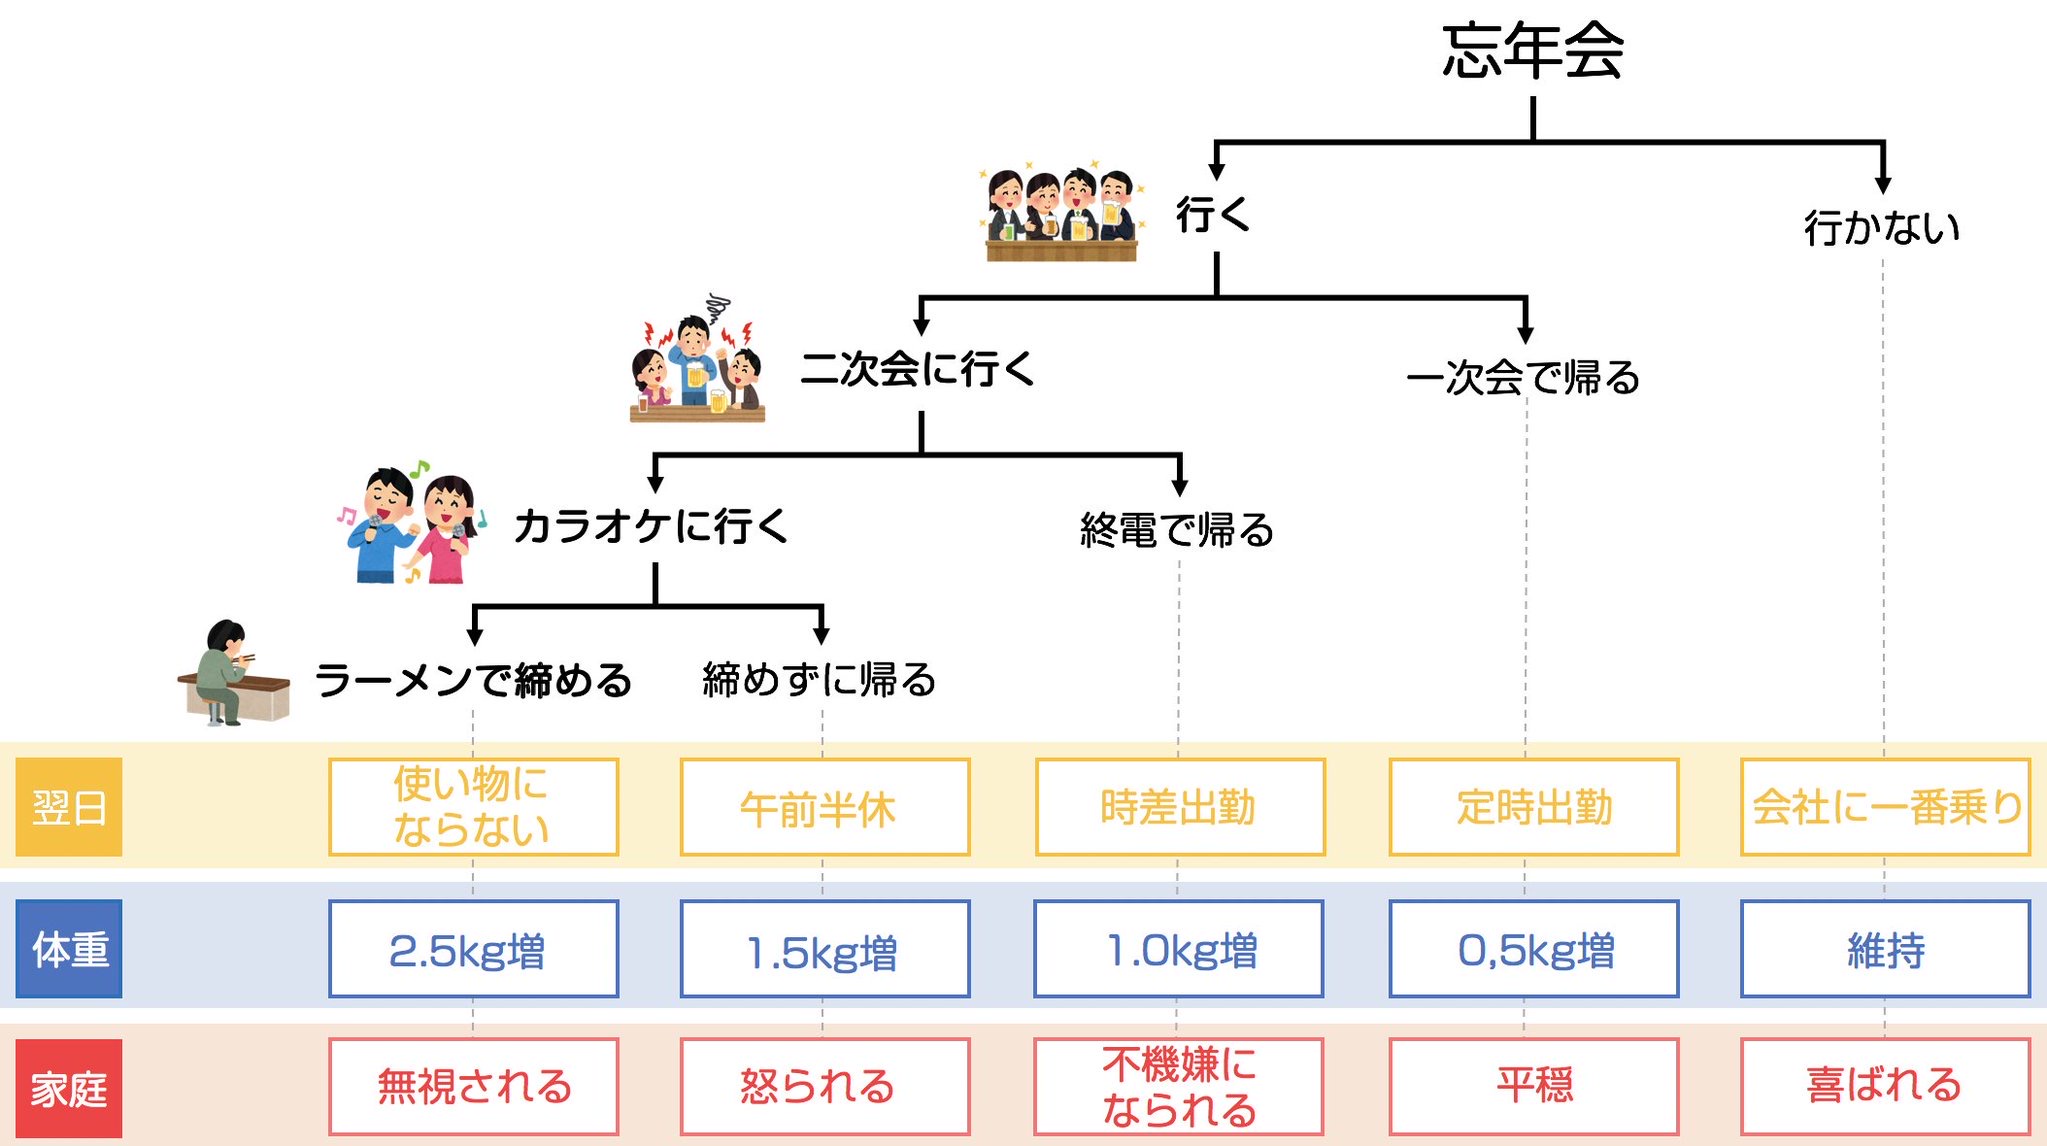 忘年会
行く
行かない
二次会に行く
一次会で帰る
カラオケに行く
終電で帰る
ラーメンで締める
締めずに帰る
翌日
使い物に
ならない
午前半休
時差出勤
定時出勤
会社に一番乗り
体重
2.5kg増
1.5kg増
1.0kg増
0,5kg増
維持
家庭
無視される
怒られる
不機嫌に
なられる
平穏
喜ばれる